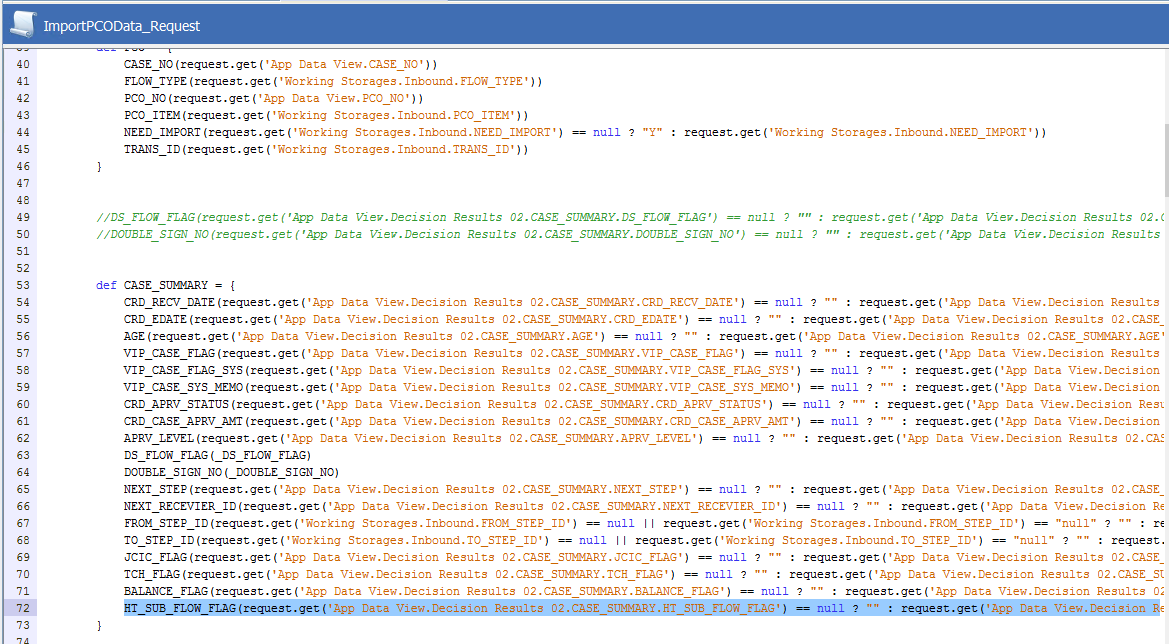 ImportPCOData_Request
40 CASE_NO(request.get('App Data View.CASE_NO'))
41 FLOW_TYPE(request.get('Working Storages.Inbound.FLOW_TYPE'))
42 PCO_NO(request.get('App Data View.PCO_NO'))
43 PCO_ITEM(request.get('Working Storages.Inbound.PCO_ITEM'))
44 NEED_IMPORT(request.get('Working Storages.Inbound.NEED_IMPORT') == null ? "Y" : request.get('Working Storages.Inbound.NEED_IMPORT'))
45 TRANS_ID(request.get('Working Storages.Inbound.TRANS_ID'))
46 }
47
48
49 //DS_FLOW_FLAG(request.get('App Data View.Decision Results 02.CASE_SUMMARY.DS_FLOW_FLAG') == null ? "" : request.get('App Data View.Decision Results 02.
50 //DOUBLE_SIGN_NO(request.get('App Data View.Decision Results 02.CASE_SUMMARY.DOUBLE_SIGN_NO') == null ? "" : request.get('App Data View.Decision Results
51
52
53 def CASE_SUMMARY = {
54 CRD_RECV_DATE(request.get('App Data View.Decision Results 02.CASE_SUMMARY.CRD_RECV_DATE') == null ? "" : request.get('App Data View.Decision Results
55 CRD_EDATE(request.get('App Data View.Decision Results 02.CASE_SUMMARY.CRD_EDATE') == null ? "" : request.get('App Data View.Decision Results 02.CASE_
56 AGE(request.get('App Data View.Decision Results 02.CASE_SUMMARY.AGE') == null ? "" : request.get('App Data View.Decision Results 02.CASE_SUMMARY.AGE'
57 VIP_CASE_FLAG(request.get('App Data View.Decision Results 02.CASE_SUMMARY.VIP_CASE_FLAG') == null ? "" : request.get('App Data View.Decision Results
58 VIP_CASE_FLAG_SYS(request.get('App Data View.Decision Results 02.CASE_SUMMARY.VIP_CASE_FLAG_SYS') == null ? "" : request.get('App Data View.Decision
59 VIP_CASE_SYS_MEMO(request.get('App Data View.Decision Results 02.CASE_SUMMARY.VIP_CASE_SYS_MEMO') == null ? "" : request.get('App Data View.Decision
60 CRD_APRV_STATUS(request.get('App Data View.Decision Results 02.CASE_SUMMARY.CRD_APRV_STATUS') == null ? "" : request.get('App Data View.Decision Resu
61 CRD_CASE_APRV_AMT(request.get('App Data View.Decision Results 02.CASE_SUMMARY.CRD_CASE_APRV_AMT') == null ? "" : request.get('App Data View.Decision
62 APRV_LEVEL(request.get('App Data View.Decision Results 02.CASE_SUMMARY.APRV_LEVEL') == null ? "" : request.get('App Data View.Decision Results 02.CAS
63 DS_FLOW_FLAG(_DS_FLOW_FLAG)
64 DOUBLE_SIGN_NO(_DOUBLE_SIGN_NO)
65 NEXT_STEP(request.get('App Data View.Decision Results 02.CASE_SUMMARY.NEXT_STEP') == null ? "" : request.get('App Data View.Decision Results 02.CASE_
66 NEXT_RECEVIER_ID(request.get('App Data View.Decision Results 02.CASE_SUMMARY.NEXT_RECEVIER_ID') == null ? "" : request.get('App Data View.Decision Re
67 FROM_STEP_ID(request.get('Working Storages.Inbound.FROM_STEP_ID') == null || request.get('Working Storages.Inbound.FROM_STEP_ID') == "null" ? "" : re
68 TO_STEP_ID(request.get('Working Storages.Inbound.TO_STEP_ID') == null || request.get('Working Storages.Inbound.TO_STEP_ID') == "null" ? "" : request.
69 JCIC_FLAG(request.get('App Data View.Decision Results 02.CASE_SUMMARY.JCIC_FLAG') == null ? "" : request.get('App Data View.Decision Results 02.CASE_
70 TCH_FLAG(request.get('App Data View.Decision Results 02.CASE_SUMMARY.TCH_FLAG') == null ? "" : request.get('App Data View.Decision Results 02.CASE_SU
71 BALANCE_FLAG(request.get('App Data View.Decision Results 02.CASE_SUMMARY.BALANCE_FLAG') == null ? "" : request.get('App Data View.Decision Results 02
72 HT_SUB_FLOW_FLAG(request.get('App Data View.Decision Results 02.CASE_SUMMARY.HT_SUB_FLOW_FLAG') == null ? "" : request.get('App Data View.Decision Re
73 }